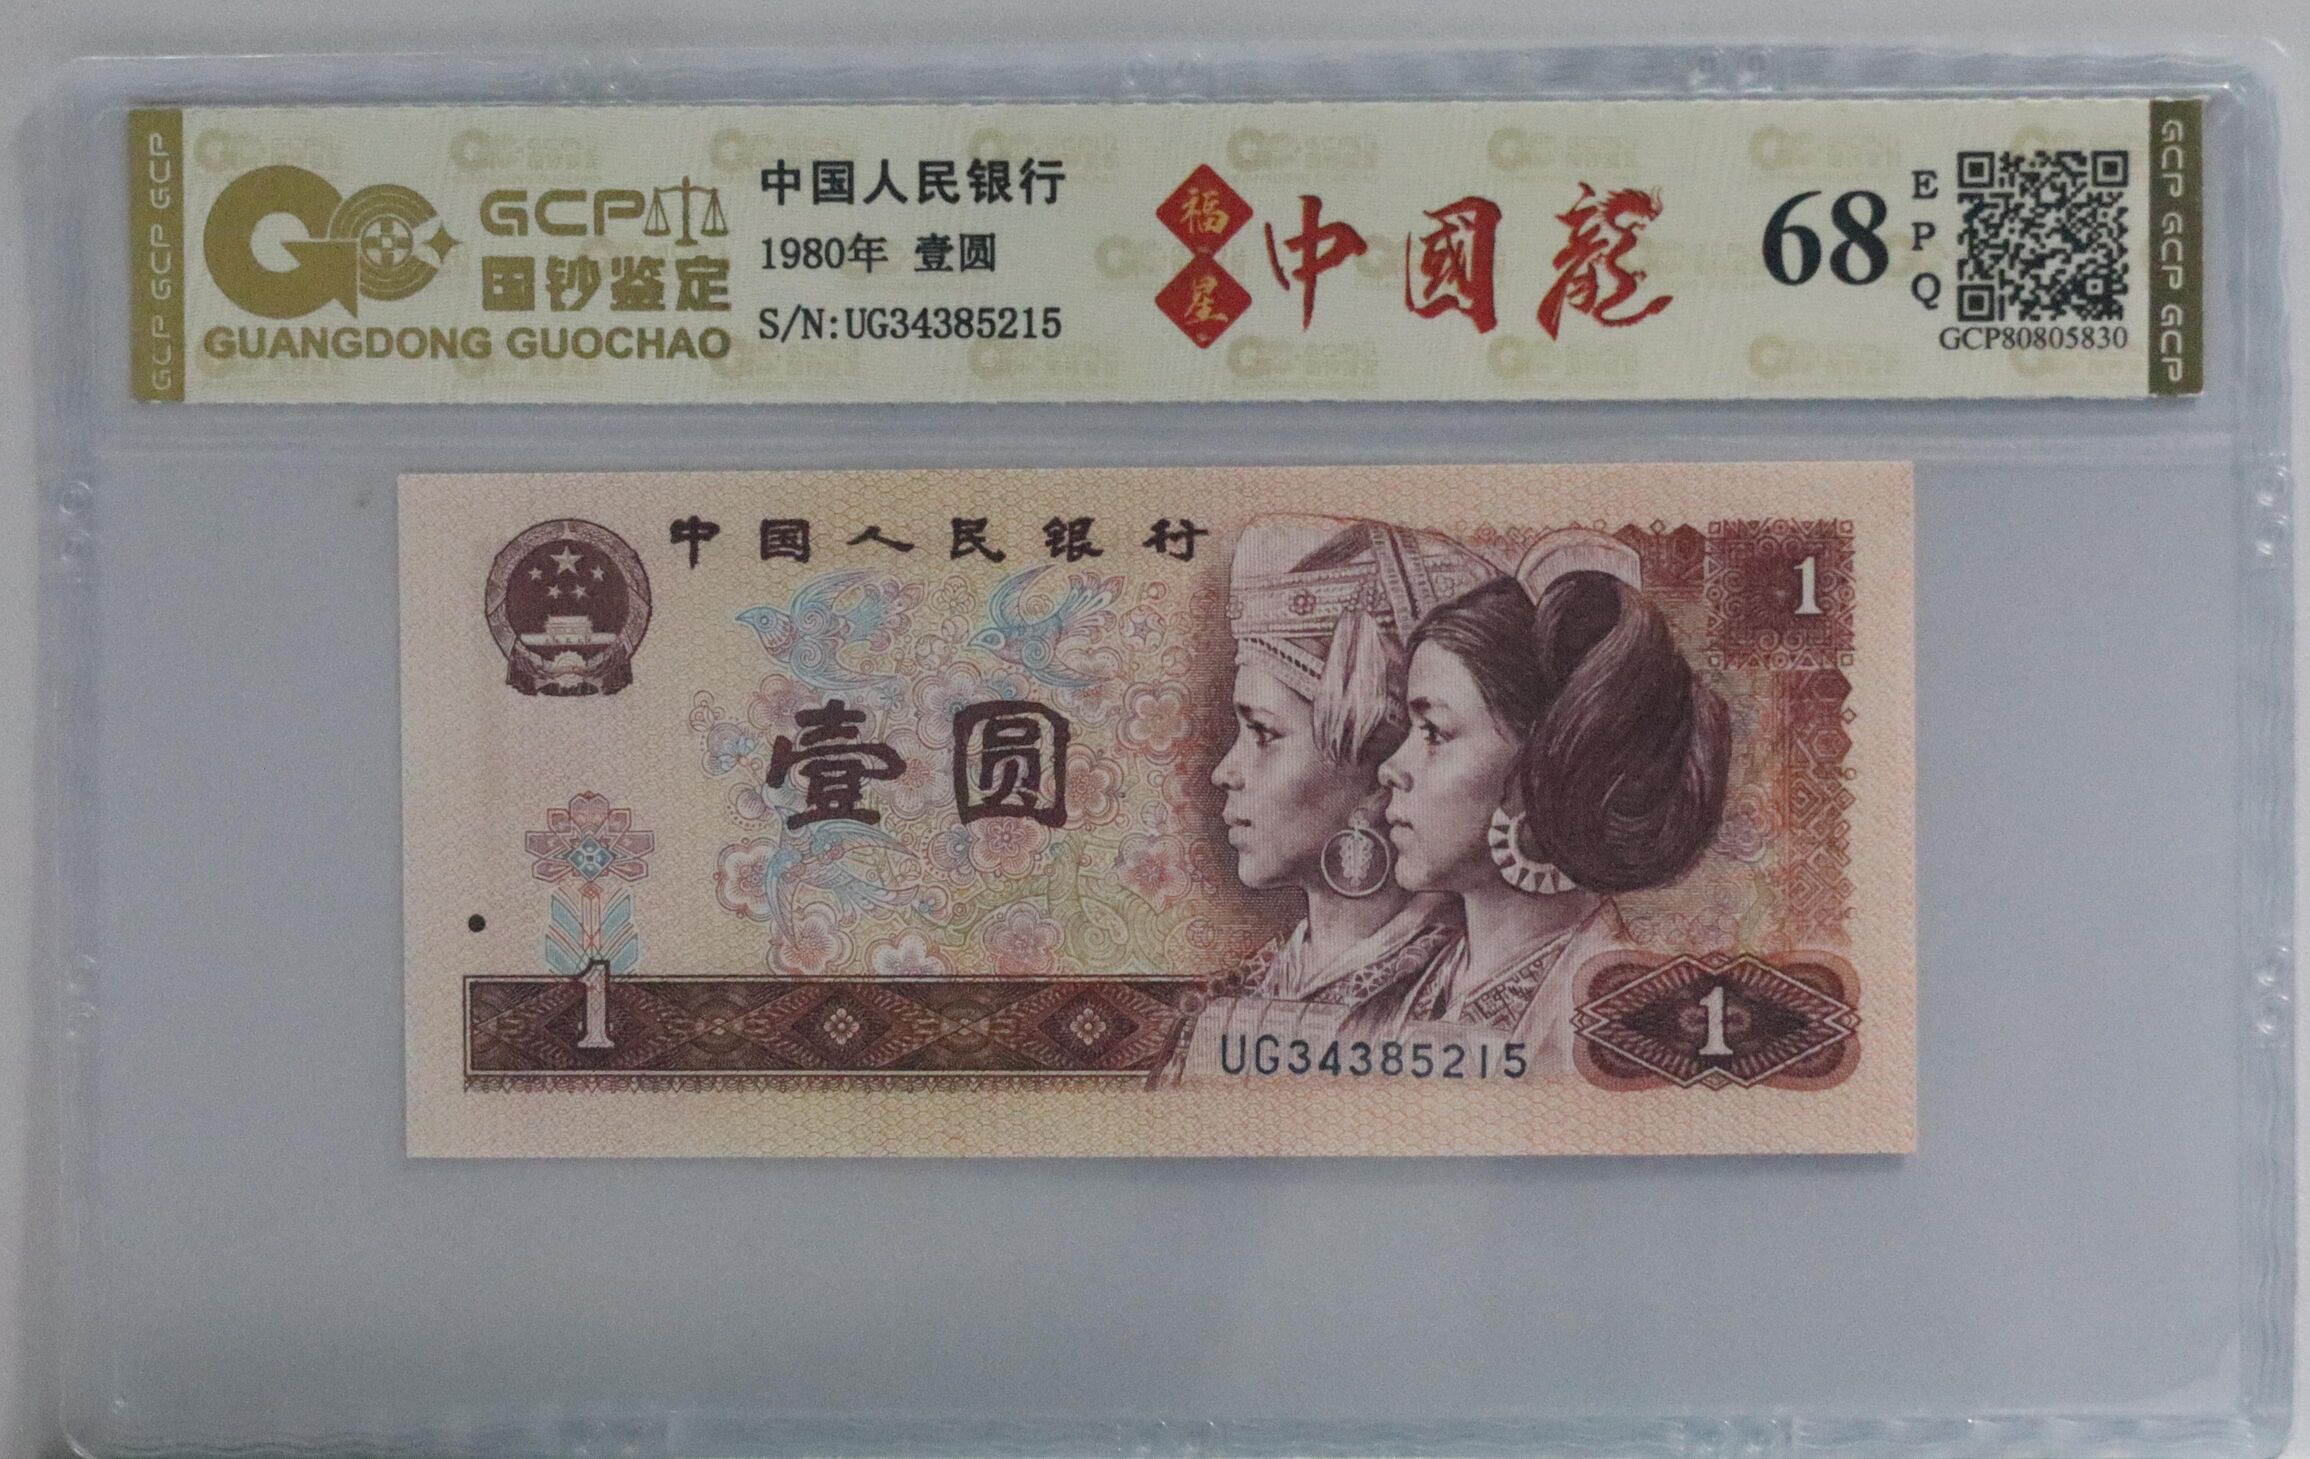 GCP GCP GCP
GCP
国钞鉴定
GUANGDONG GUOCHAO
中国人民银行
1980年 壹圆
S/N:UG34385215
福星
中國龍
68
EPQ
GCP80805830
GCP GCP GCP
中国人民银行
1
壹圆
1
UG34385215
1